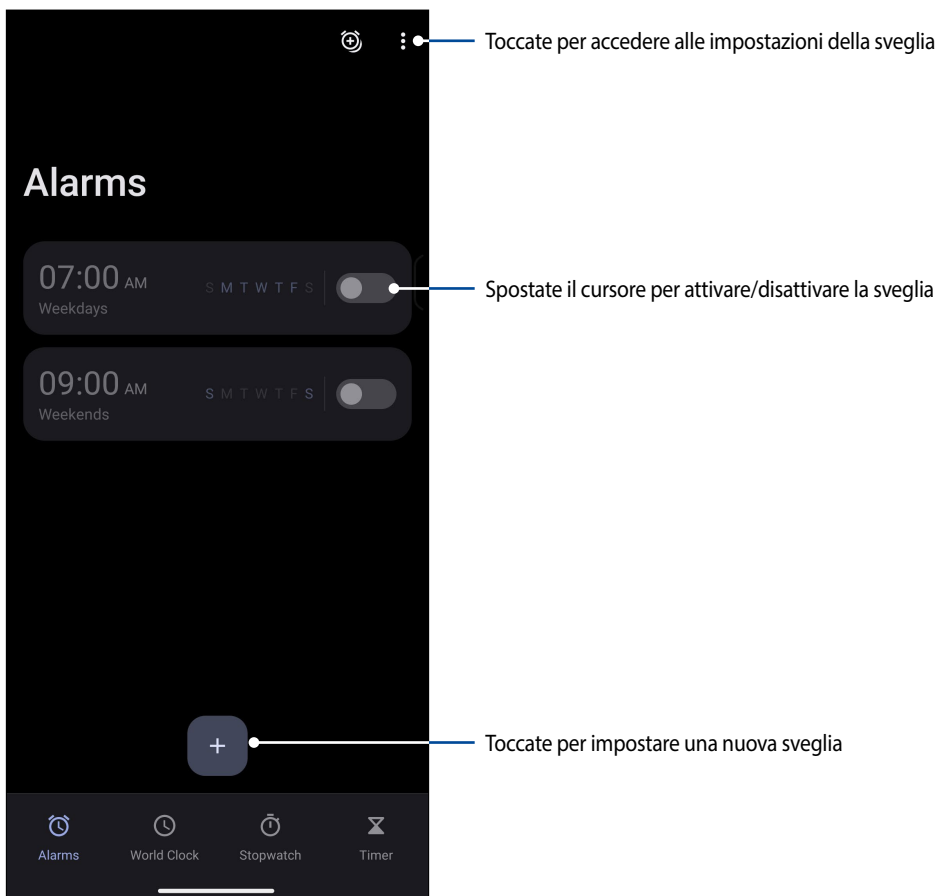 Toccate per accedere alle impostazioni della sveglia
Alarms
07:00 AM
S M T W T F S
Weekdays
Spostate il cursore per attivare/disattivare la sveglia
09:00 AM
S M T W T F S
Weekends
+
Toccate per impostare una nuova sveglia
Alarms
World Clock
Stopwatch
Timer